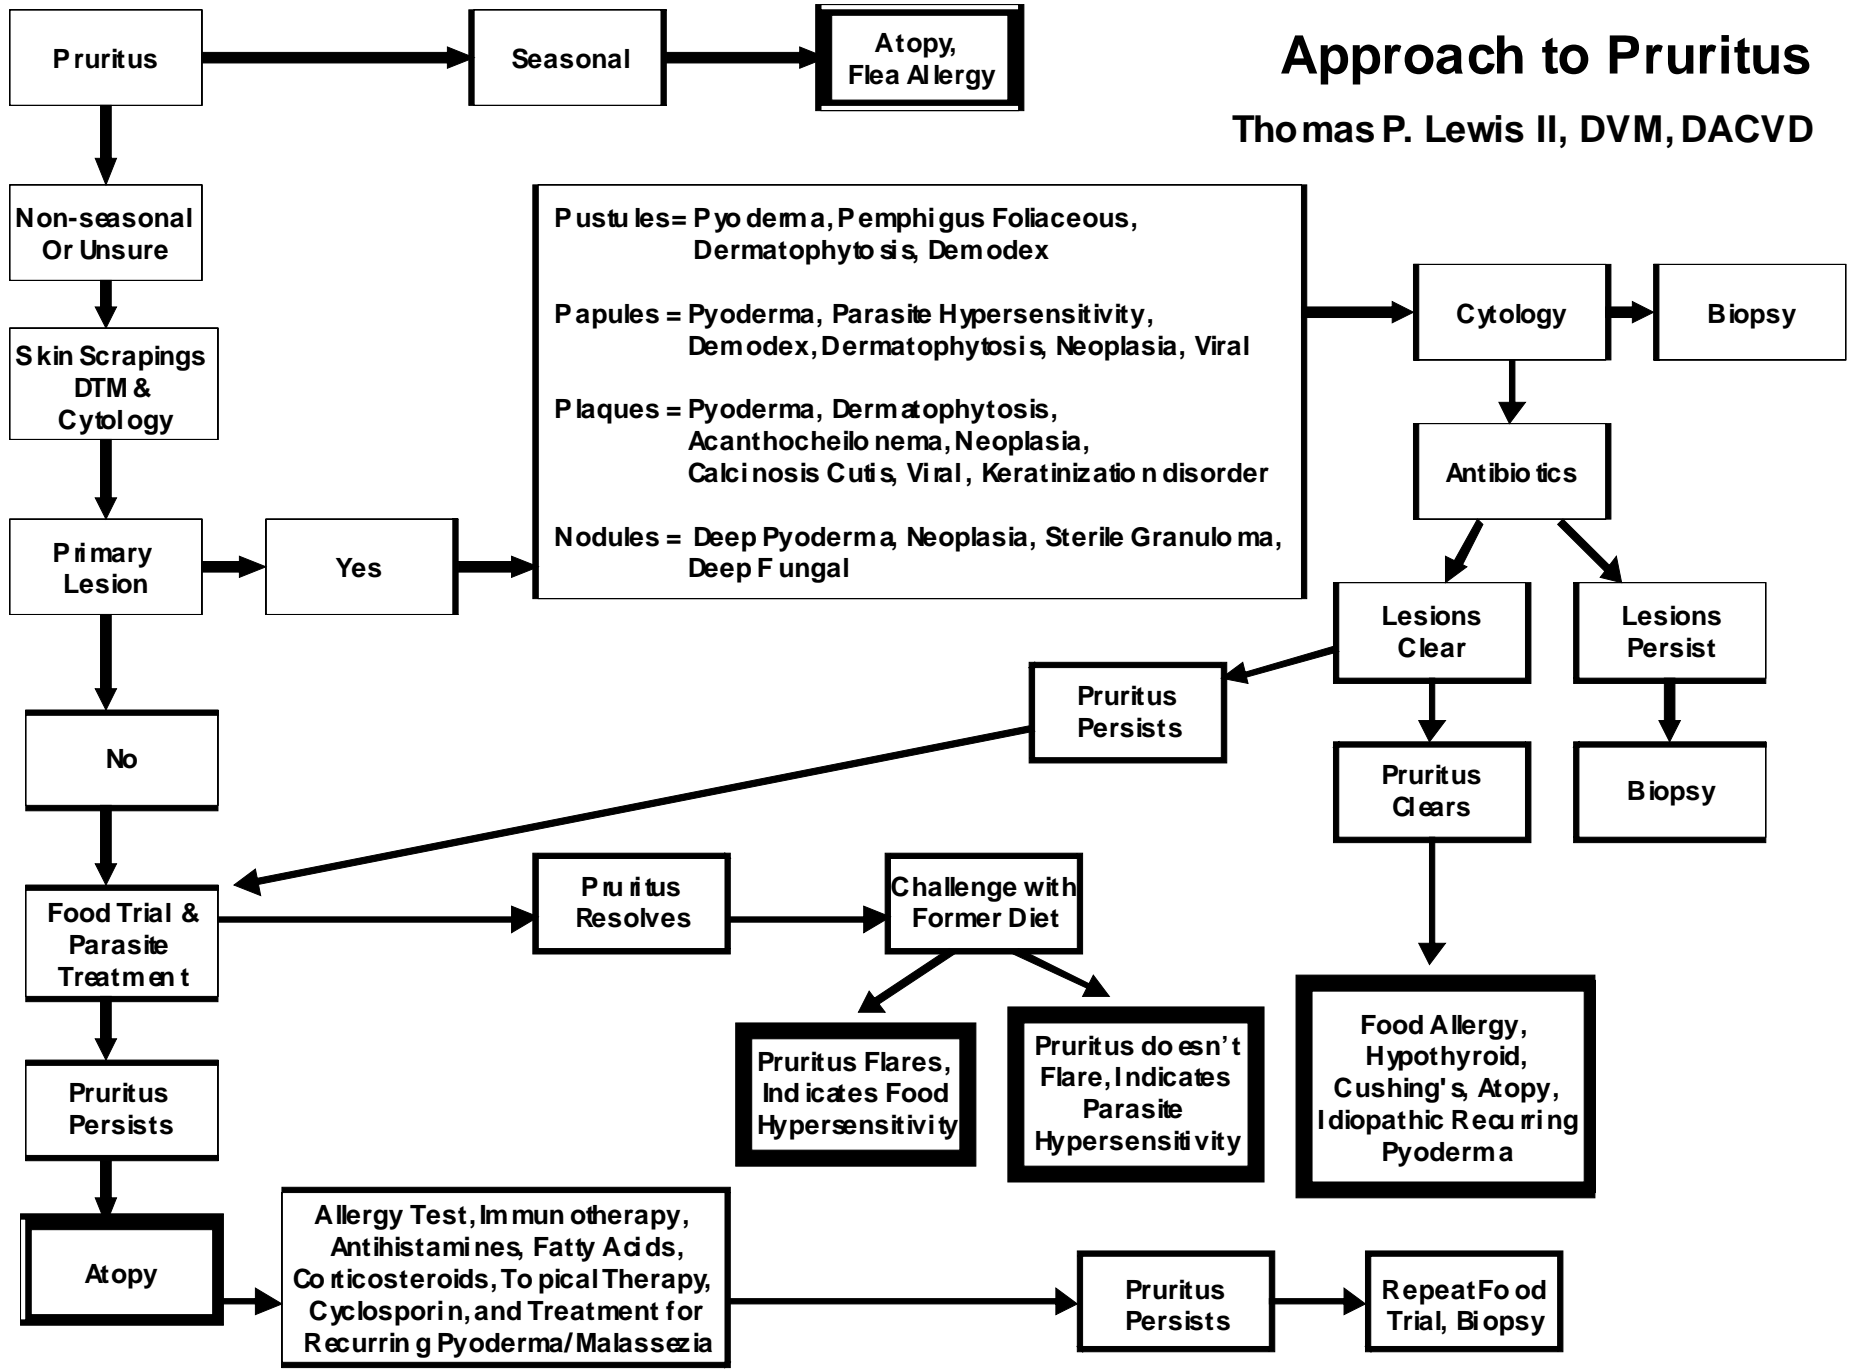 Approach to Pruritus
Thomas P. Lewis II, DVM, DACVD
Pruritus
Seasonal
Atopy,
Flea Allergy
Non-seasonal
Or Unsure
Skin Scrapings
DTM &
Cytology
Primary
Lesion
Yes
Pustules= Pyoderma, Pemphigus Foliaceous,
Dermatophytosis, Demodex
Papules = Pyoderma, Parasite Hypersensitivity,
Demodex, Dermatophytosis, Neoplasia, Viral
Plaques = Pyoderma, Dermatophytosis,
Acanthocheilonema, Neoplasia,
Calcinosis Cutis, Viral, Keratinization disorder
Nodules = Deep Pyoderma, Neoplasia, Sterile Granuloma,
Deep Fungal
Cytology
Biopsy
Antibiotics
Lesions
Clear
Lesions
Persist
Pruritus
Persists
Pruritus
Clears
Biopsy
No
Food Trial &
Parasite
Treatment
Pruritus
Resolves
Challenge with
Former Diet
Pruritus Flares,
Indicates Food
Hypersensitivity
Pruritus doesn't
Flare, Indicates
Parasite
Hypersensitivity
Food Allergy,
Hypothyroid,
Cushing's, Atopy,
Idiopathic Recurring
Pyoderma
Pruritus
Persists
Atopy
Allergy Test, Immunotherapy,
Antihistamines, Fatty Acids,
Corticosteroids, Topical Therapy,
Cyclosporin, and Treatment for
Recurring Pyoderma/Malassezia
Pruritus
Persists
Repeat Food
Trial, Biopsy